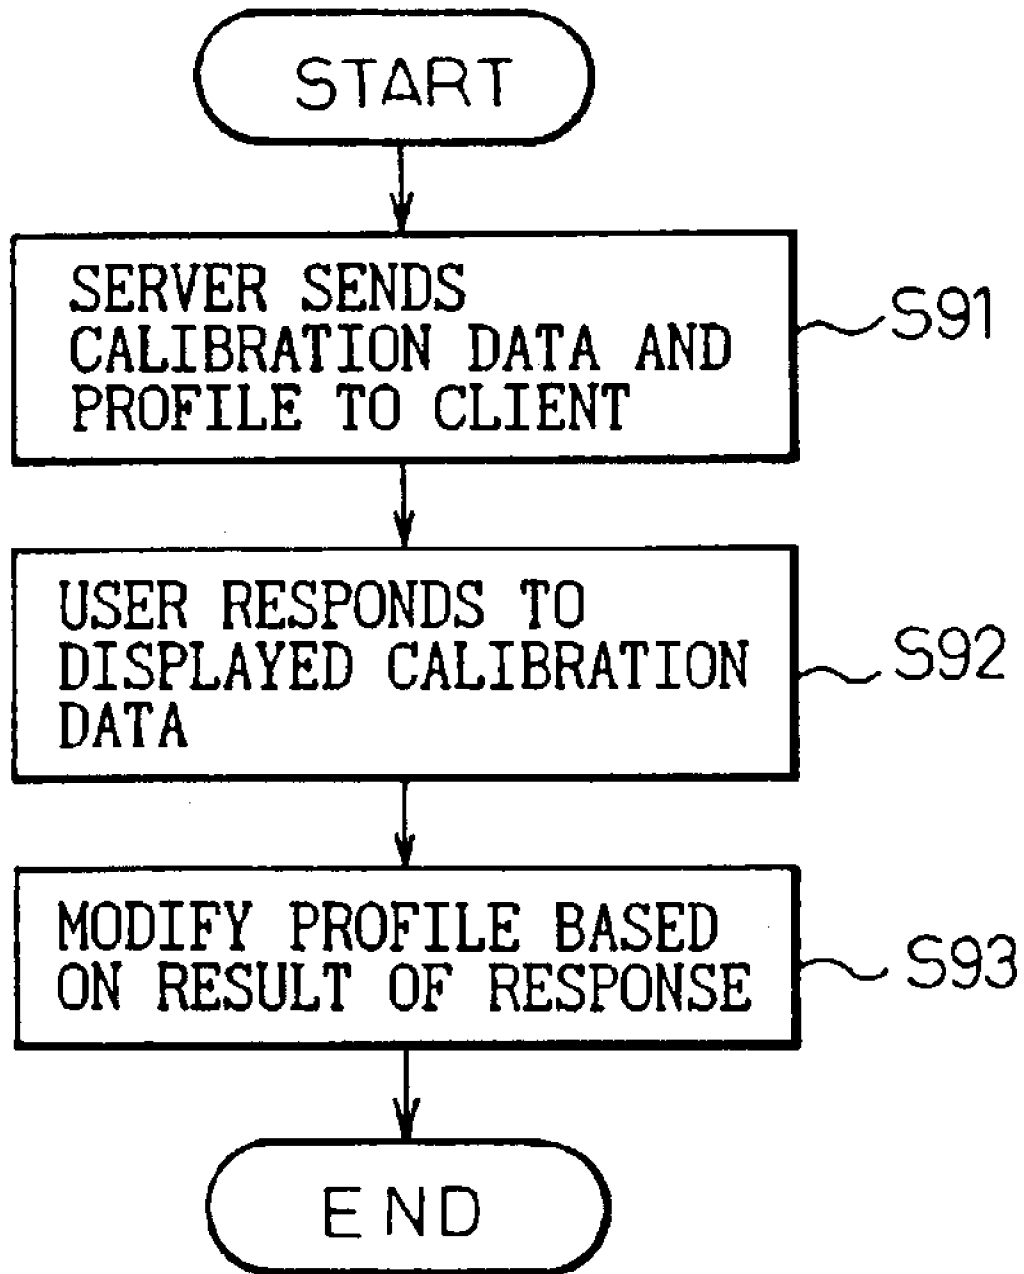 START
SERVER SENDS
CALIBRATION DATA AND
PROFILE TO CLIENT
S91
USER RESPONDS TO
DISPLAYED CALIBRATION
DATA
S92
MODIFY PROFILE BASED
ON RESULT OF RESPONSE
S93
END